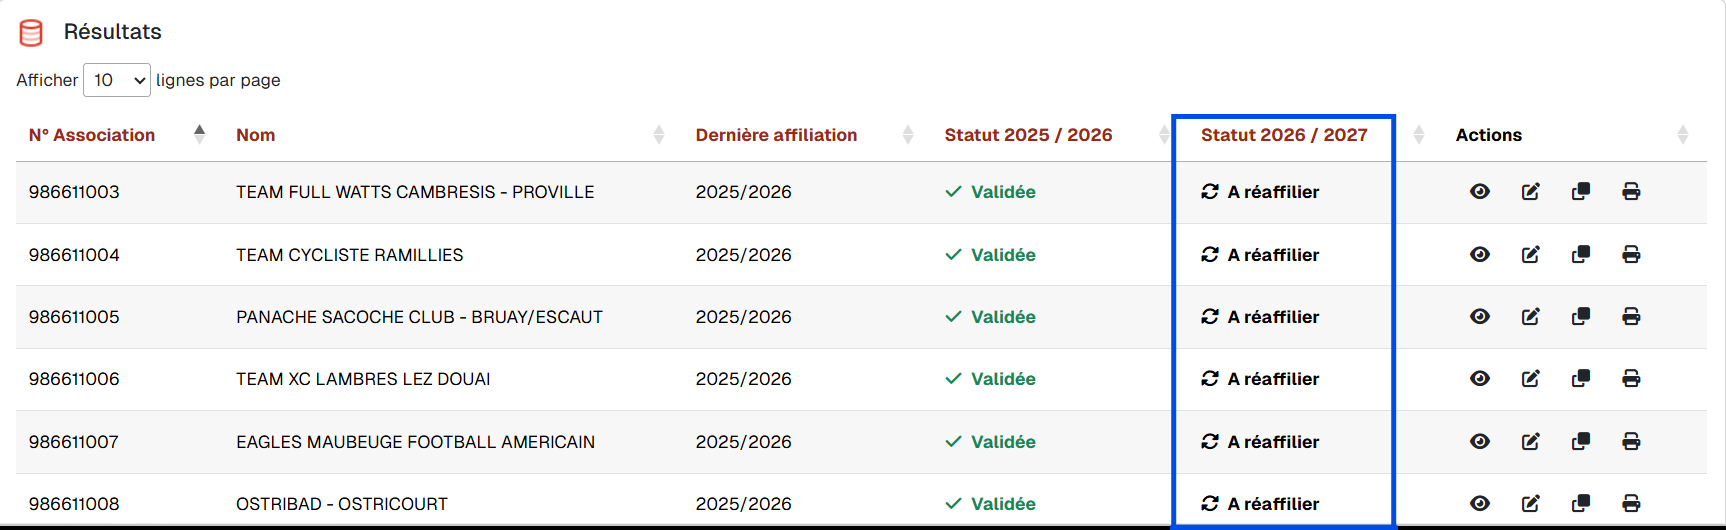 Résultats
Afficher 10 lignes par page
N° Association Nom Dernière affiliation Statut 2025 / 2026 Statut 2026 / 2027 Actions
986611003 TEAM FULL WATTS CAMBRESIS - PROVILLE 2025/2026 Validée A réaffilier
986611004 TEAM CYCLISTE RAMILLIES 2025/2026 Validée A réaffilier
986611005 PANACHE SACOCHE CLUB - BRUAY/ESCAUT 2025/2026 Validée A réaffilier
986611006 TEAM XC LAMBRES LEZ DOUAI 2025/2026 Validée A réaffilier
986611007 EAGLES MAUBEUGE FOOTBALL AMERICAIN 2025/2026 Validée A réaffilier
986611008 OSTRIBAD - OSTRICOURT 2025/2026 Validée A réaffilier